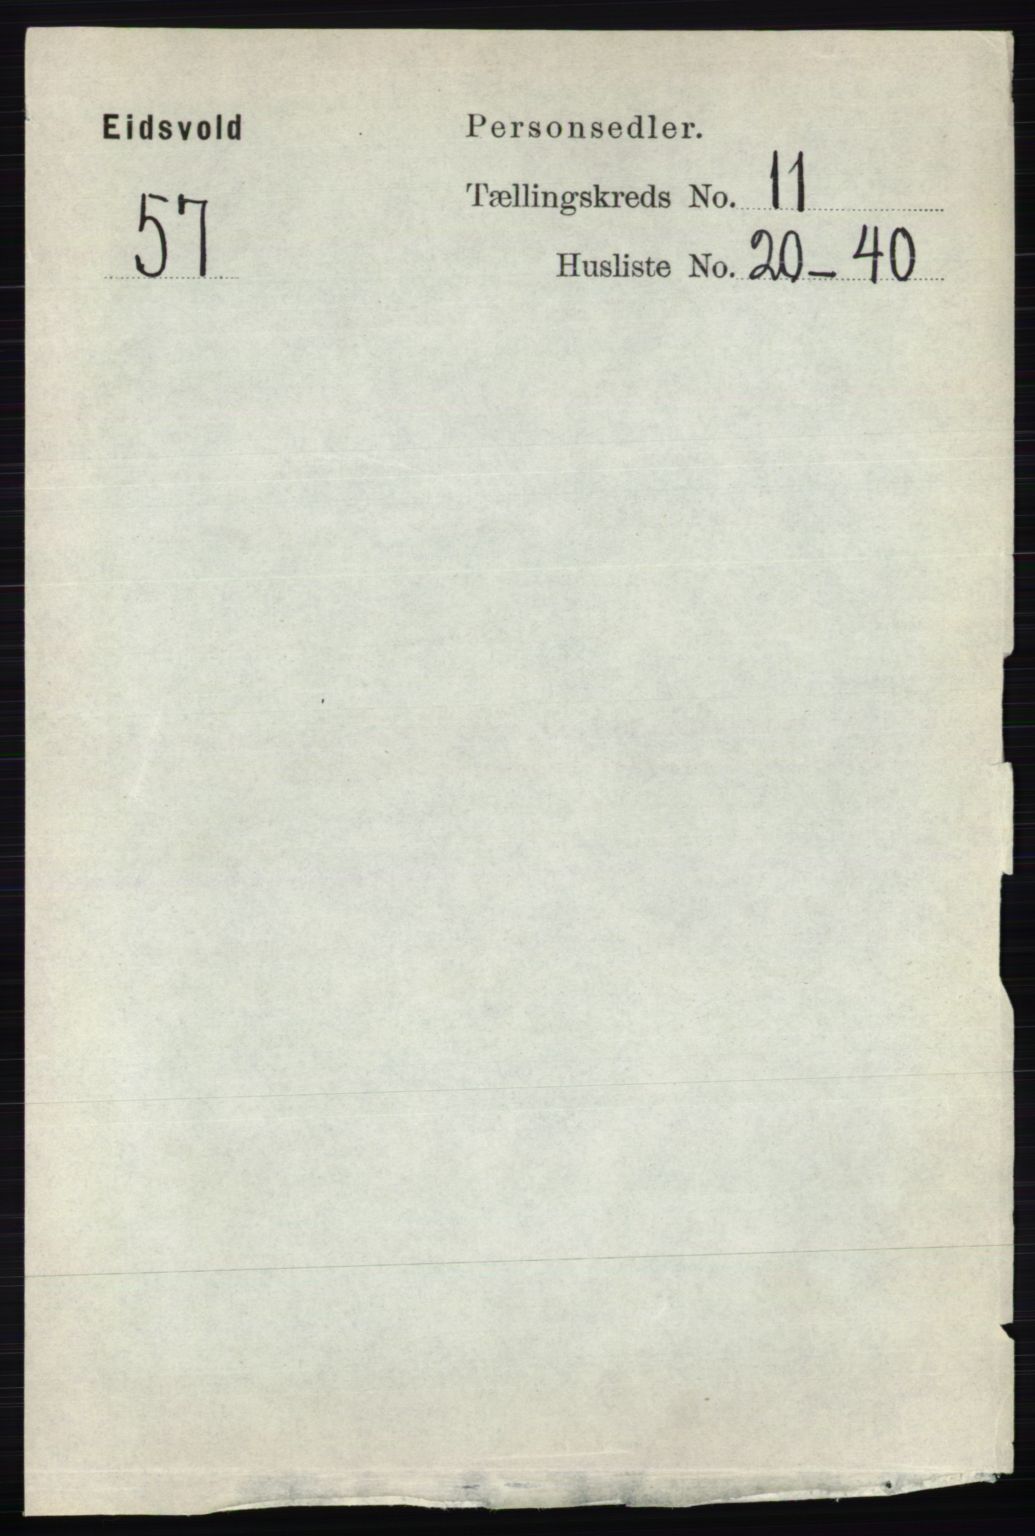 Eidsvold
57
Personsedler.
Tællingskreds No. 11
Husliste No. 20-40